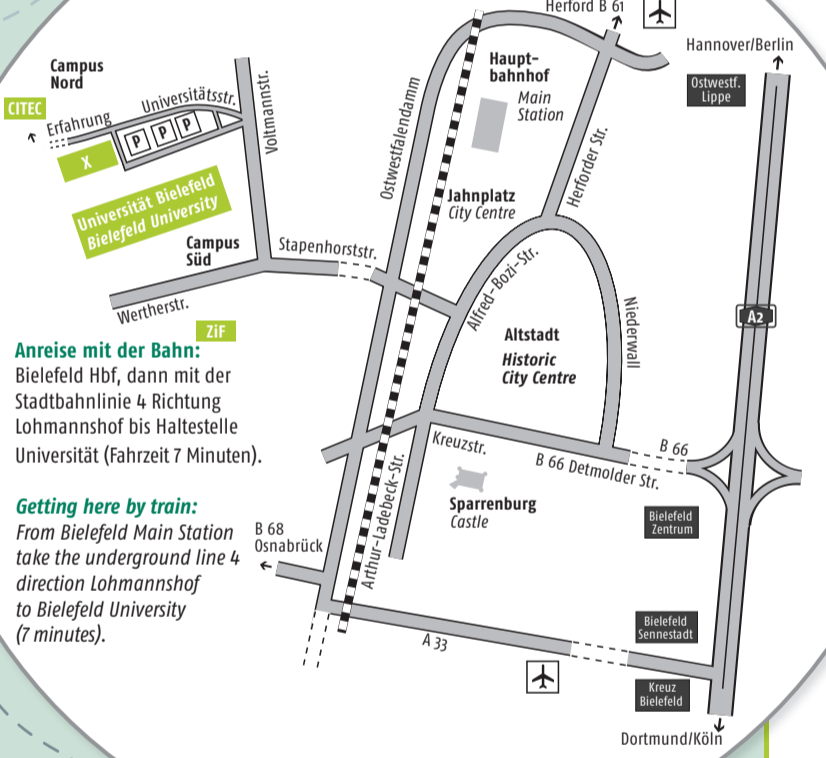 Herford B 61
Hannover/Berlin
Ostwestf.
Lippe
Campus
Nord
CITEC
Erfahrung
Universitätsstr.
P
P
P
X
Voltmannstr.
Universität Bielefeld
Bielefeld University
Campus
Süd
Stapenhorststr.
Wertherstr.
ZiF
Ostwestfalendamm
Haupt-
bahnhof
Main
Station
Herforder Str.
Jahnplatz
City Centre
Alfred-Bozi-Str.
Niederwall
Altstadt
Historic
City Centre
A2
Kreuzstr.
B 66 Detmolder Str.
B 66
Sparrenburg
Castle
Arthur-Ladebeck-Str.
Bielefeld
Zentrum
B 68
Osnabrück
A 33
Bielefeld
Sennestadt
Kreuz
Bielefeld
Dortmund/Köln
Anreise mit der Bahn:
Bielefeld Hbf, dann mit der
Stadtbahnlinie 4 Richtung
Lohmannshof bis Haltestelle
Universität (Fahrzeit 7 Minuten).
Getting here by train:
From Bielefeld Main Station
take the underground line 4
direction Lohmannshof
to Bielefeld University
(7 minutes).